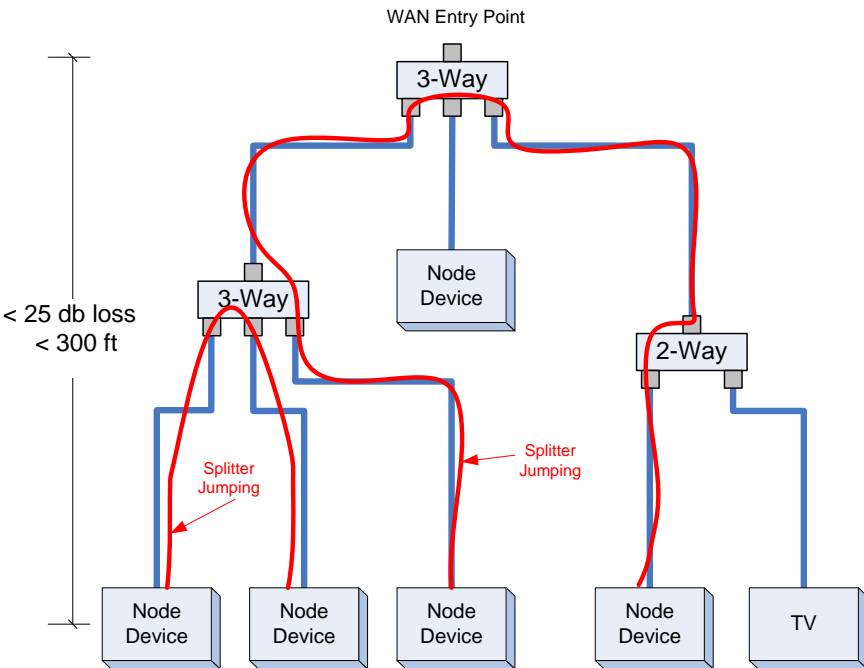 WAN Entry Point
3-Way
Node
Device
3-Way
< 25 db loss
< 300 ft
2-Way
Splitter
Jumping
Splitter
Jumping
Node
Device
Node
Device
Node
Device
Node
Device
TV